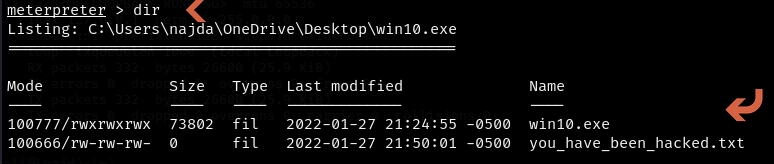 meterpreter > dir
Listing: C:\Users\najda\OneDrive\Desktop\win10.exe
==================================================
Mode Size Type Last modified Name
---- ---- ---- ------------- ----
100777/rwxrwxrwx 73802 fil 2022-01-27 21:24:55 -0500 win10.exe
100666/rw-rw-rw- 0 fil 2022-01-27 21:50:01 -0500 you_have_been_hacked.txt